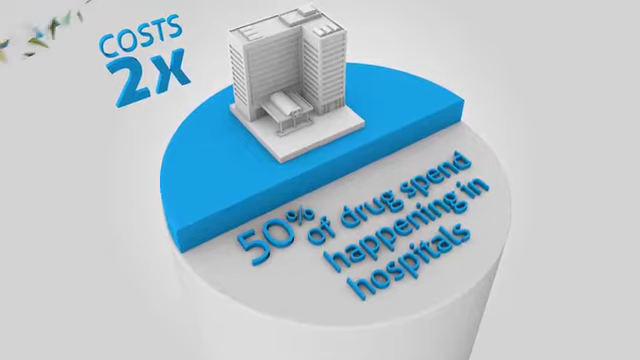 COSTS
2x
50% of drug spend
happening in
hospitals